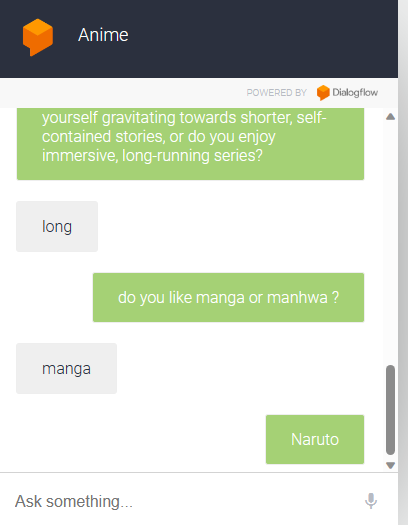 Anime
POWERED BY Dialogflow
yourself gravitating towards shorter, self-
contained stories, or do you enjoy
immersive, long-running series?
long
do you like manga or manhwa ?
manga
Naruto
Ask something...